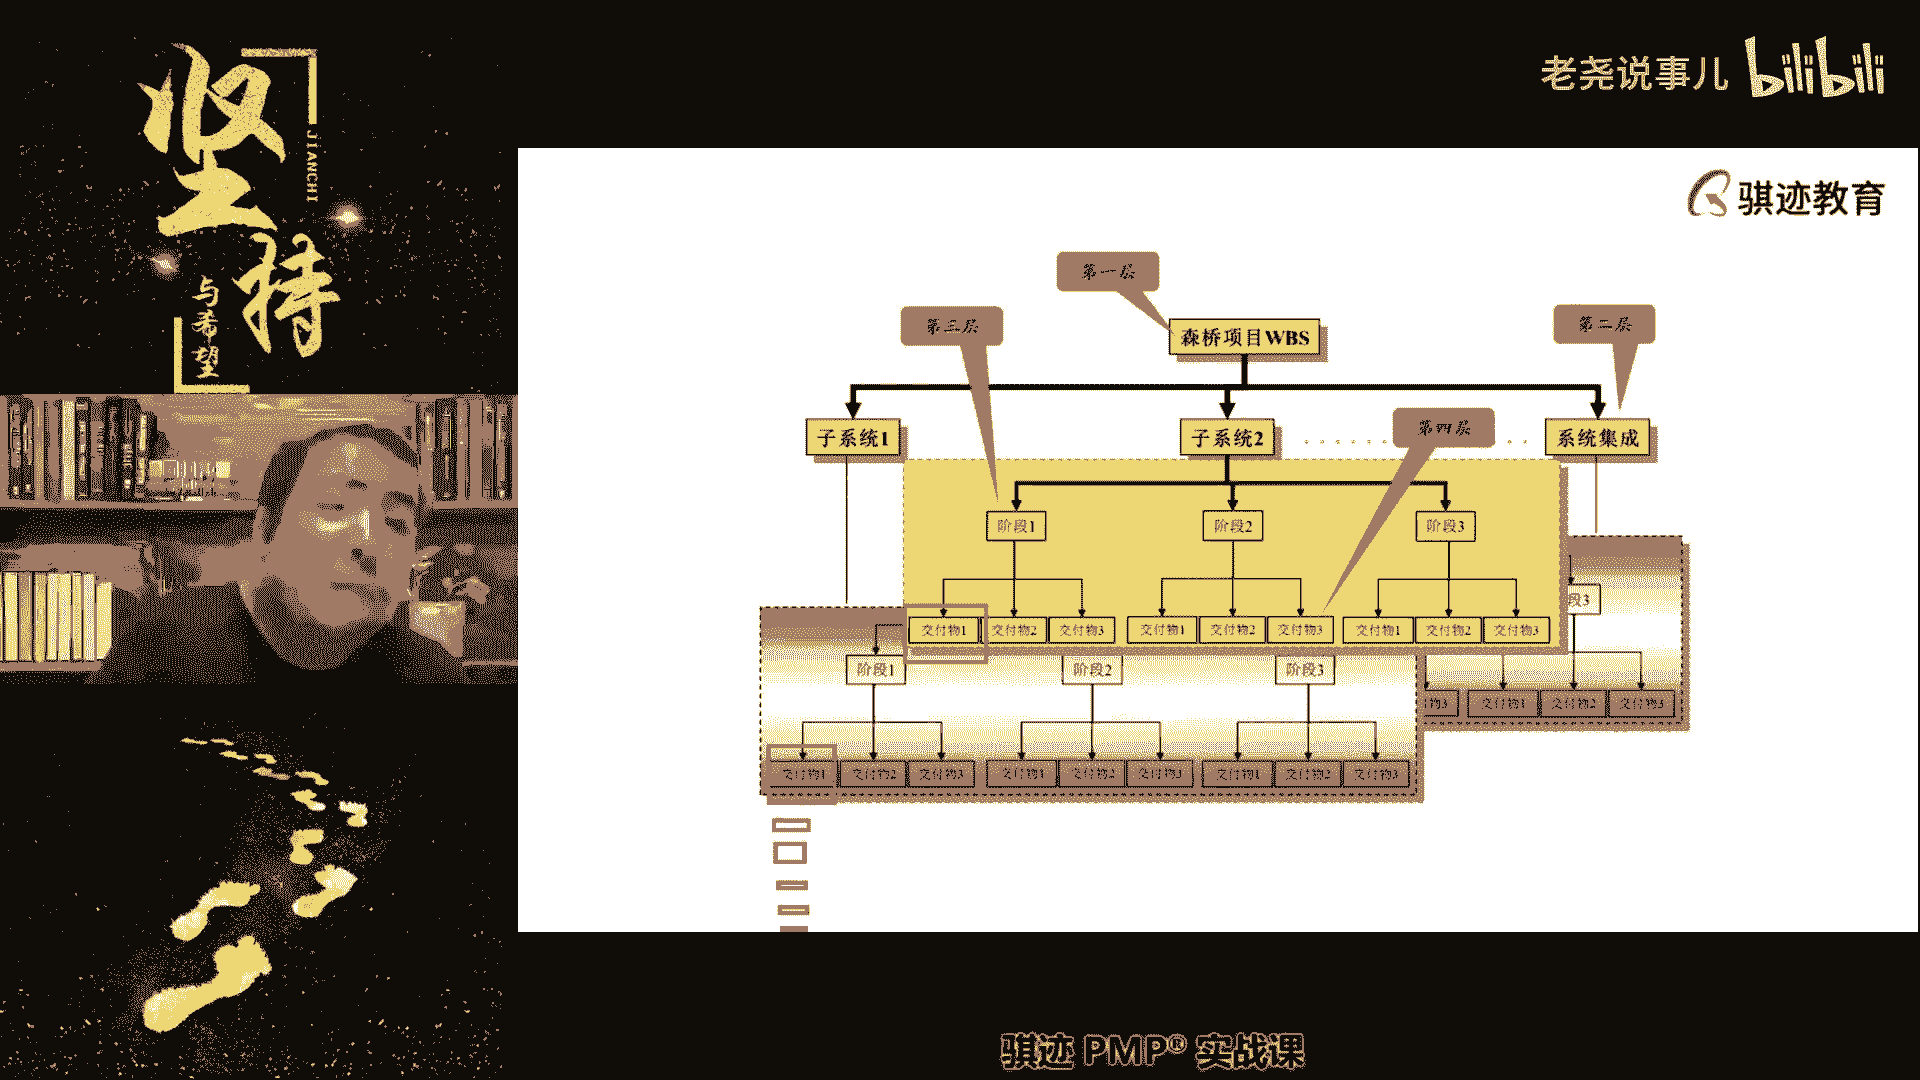 坚
持
JIANCHI
与希望
老尧说事儿 bilibili
骐迹教育
第一层
第三层
第二层
森桥项目WBS
子系统1
子系统2
第四层
系统集成
阶段1
阶段2
阶段3
段3
交付物1
交付物2
交付物3
交付物1
交付物2
交付物3
交付物1
交付物2
交付物3
阶段1
阶段2
阶段3
物3
交付物1
交付物2
交付物3
交付物1
交付物2
交付物3
交付物1
交付物2
交付物3
交付物1
交付物2
交付物3
骐迹 PMP® 实战课